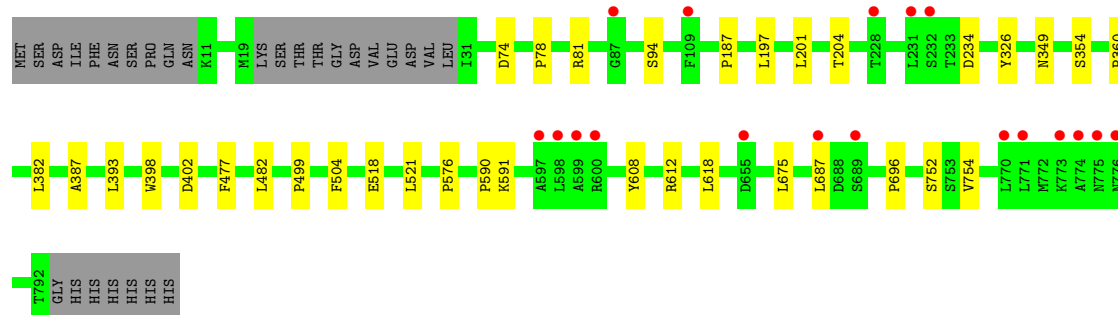 MET SER ASP ILE PHE ASN SER PRO GLN ASN K11 M19 LYS SER THR THR GLY ASP VAL GLU ASP VAL LEU I31 D74 P78 R81 G87 S94 F109 P187 L197 L201 T204 T228 L231 S232 T233 D234 Y326 N349 S354
L382 A387 L393 W398 D402 F477 L482 P499 F504 E518 L521 P576 P590 K591 A597 L598 A599 R600 Y608 R612 L618 D655 L675 L687 D688 S689 P696 S752 S753 V754 L770 L771 M772 K773 A774 N775
T792 GLY HIS HIS HIS HIS HIS HIS